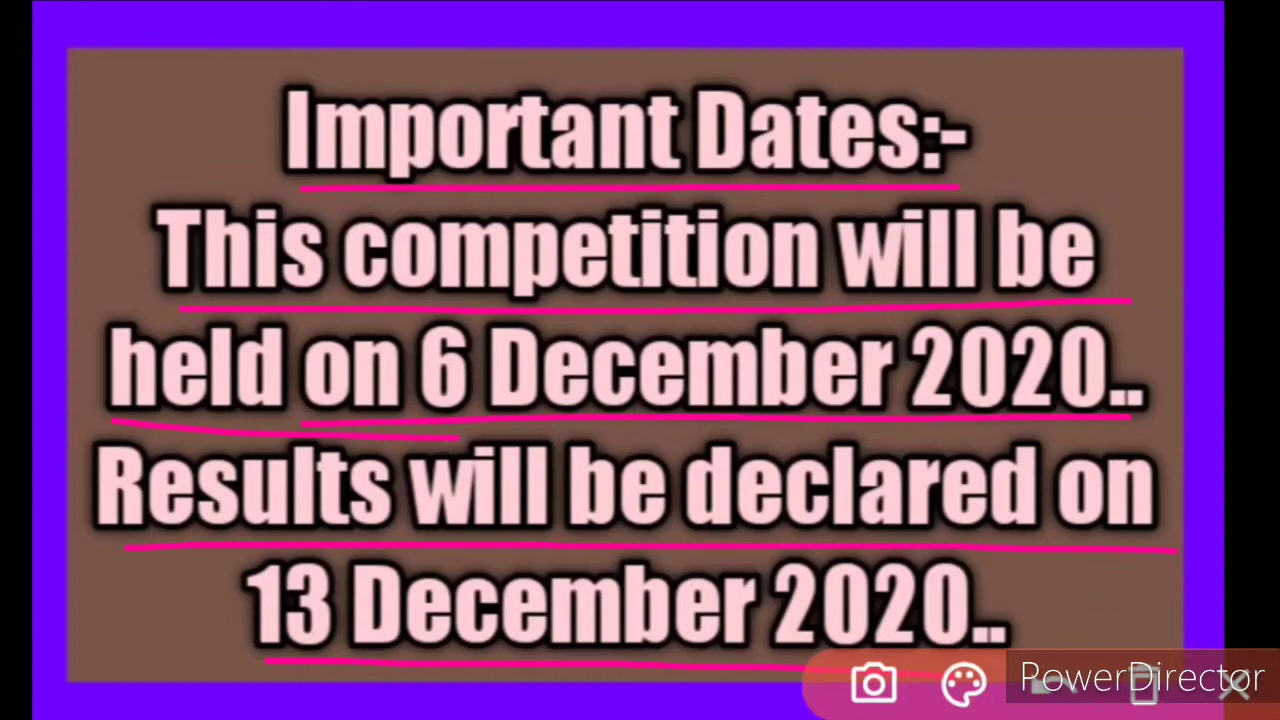 Important Dates:-
This competition will be
held on 6 December 2020..
Results will be declared on
13 December 2020..
PowerDirector